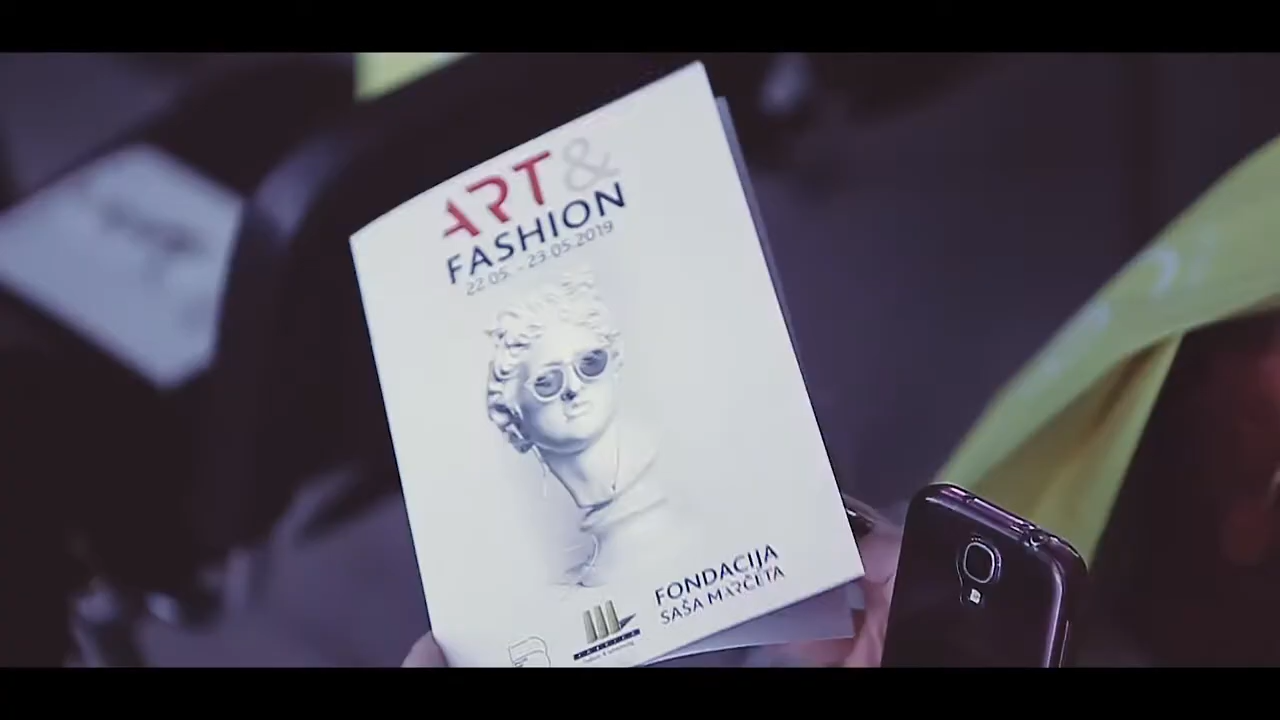 ART &
FASHION
22.05. - 23.05.2019
FONDACIJA
SAŠA MARČETA